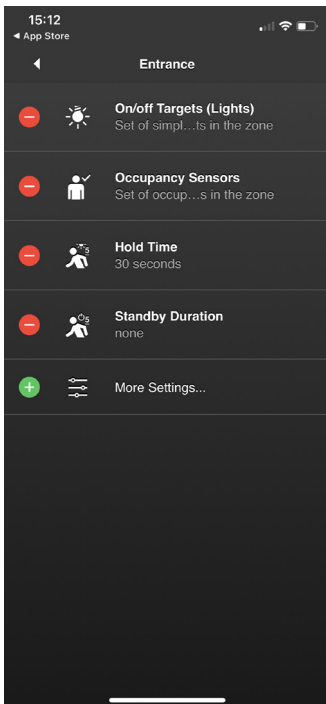 15:12
◀ App Store
Entrance
On/off Targets (Lights)
Set of simpl...ts in the zone
Occupancy Sensors
Set of occup...s in the zone
Hold Time
30 seconds
Standby Duration
none
More Settings...